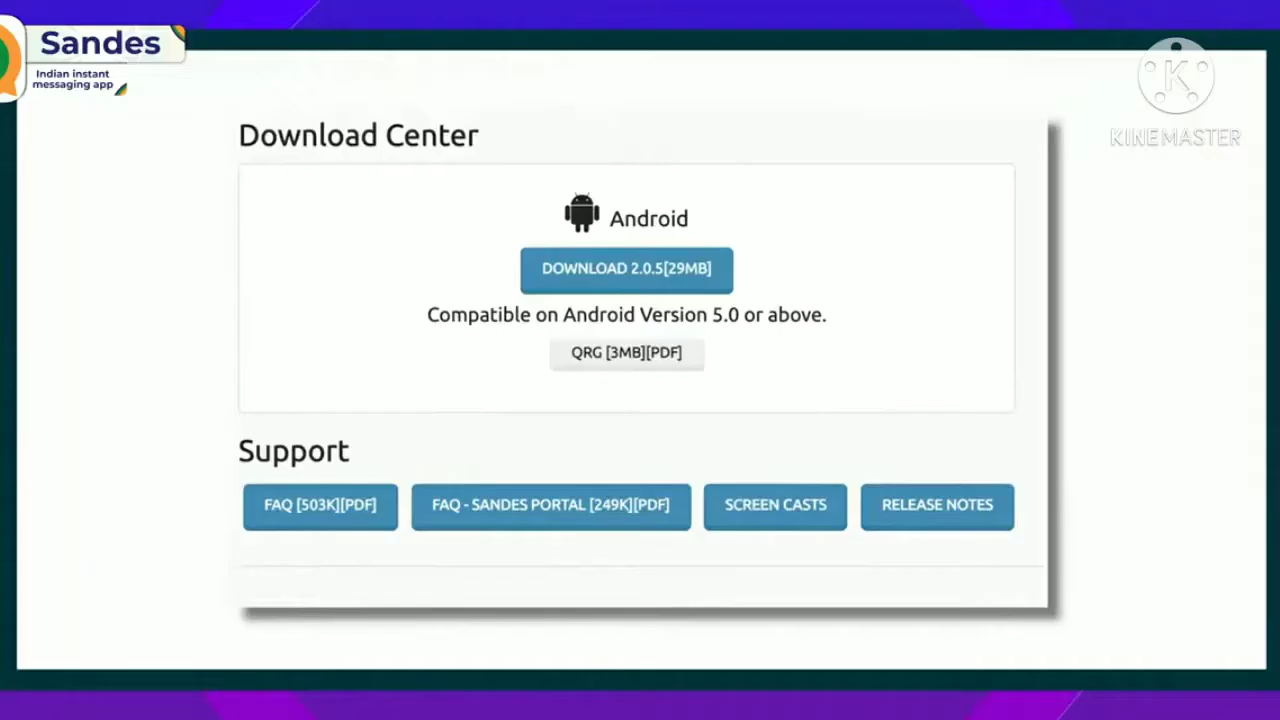 Sandes
Indian instant
messaging app
KINEMASTER
Download Center
Android
DOWNLOAD 2.0.5[29MB]
Compatible on Android Version 5.0 or above.
QRG [3MB][PDF]
Support
FAQ [503K][PDF]
FAQ - SANDES PORTAL [249K][PDF]
SCREEN CASTS
RELEASE NOTES